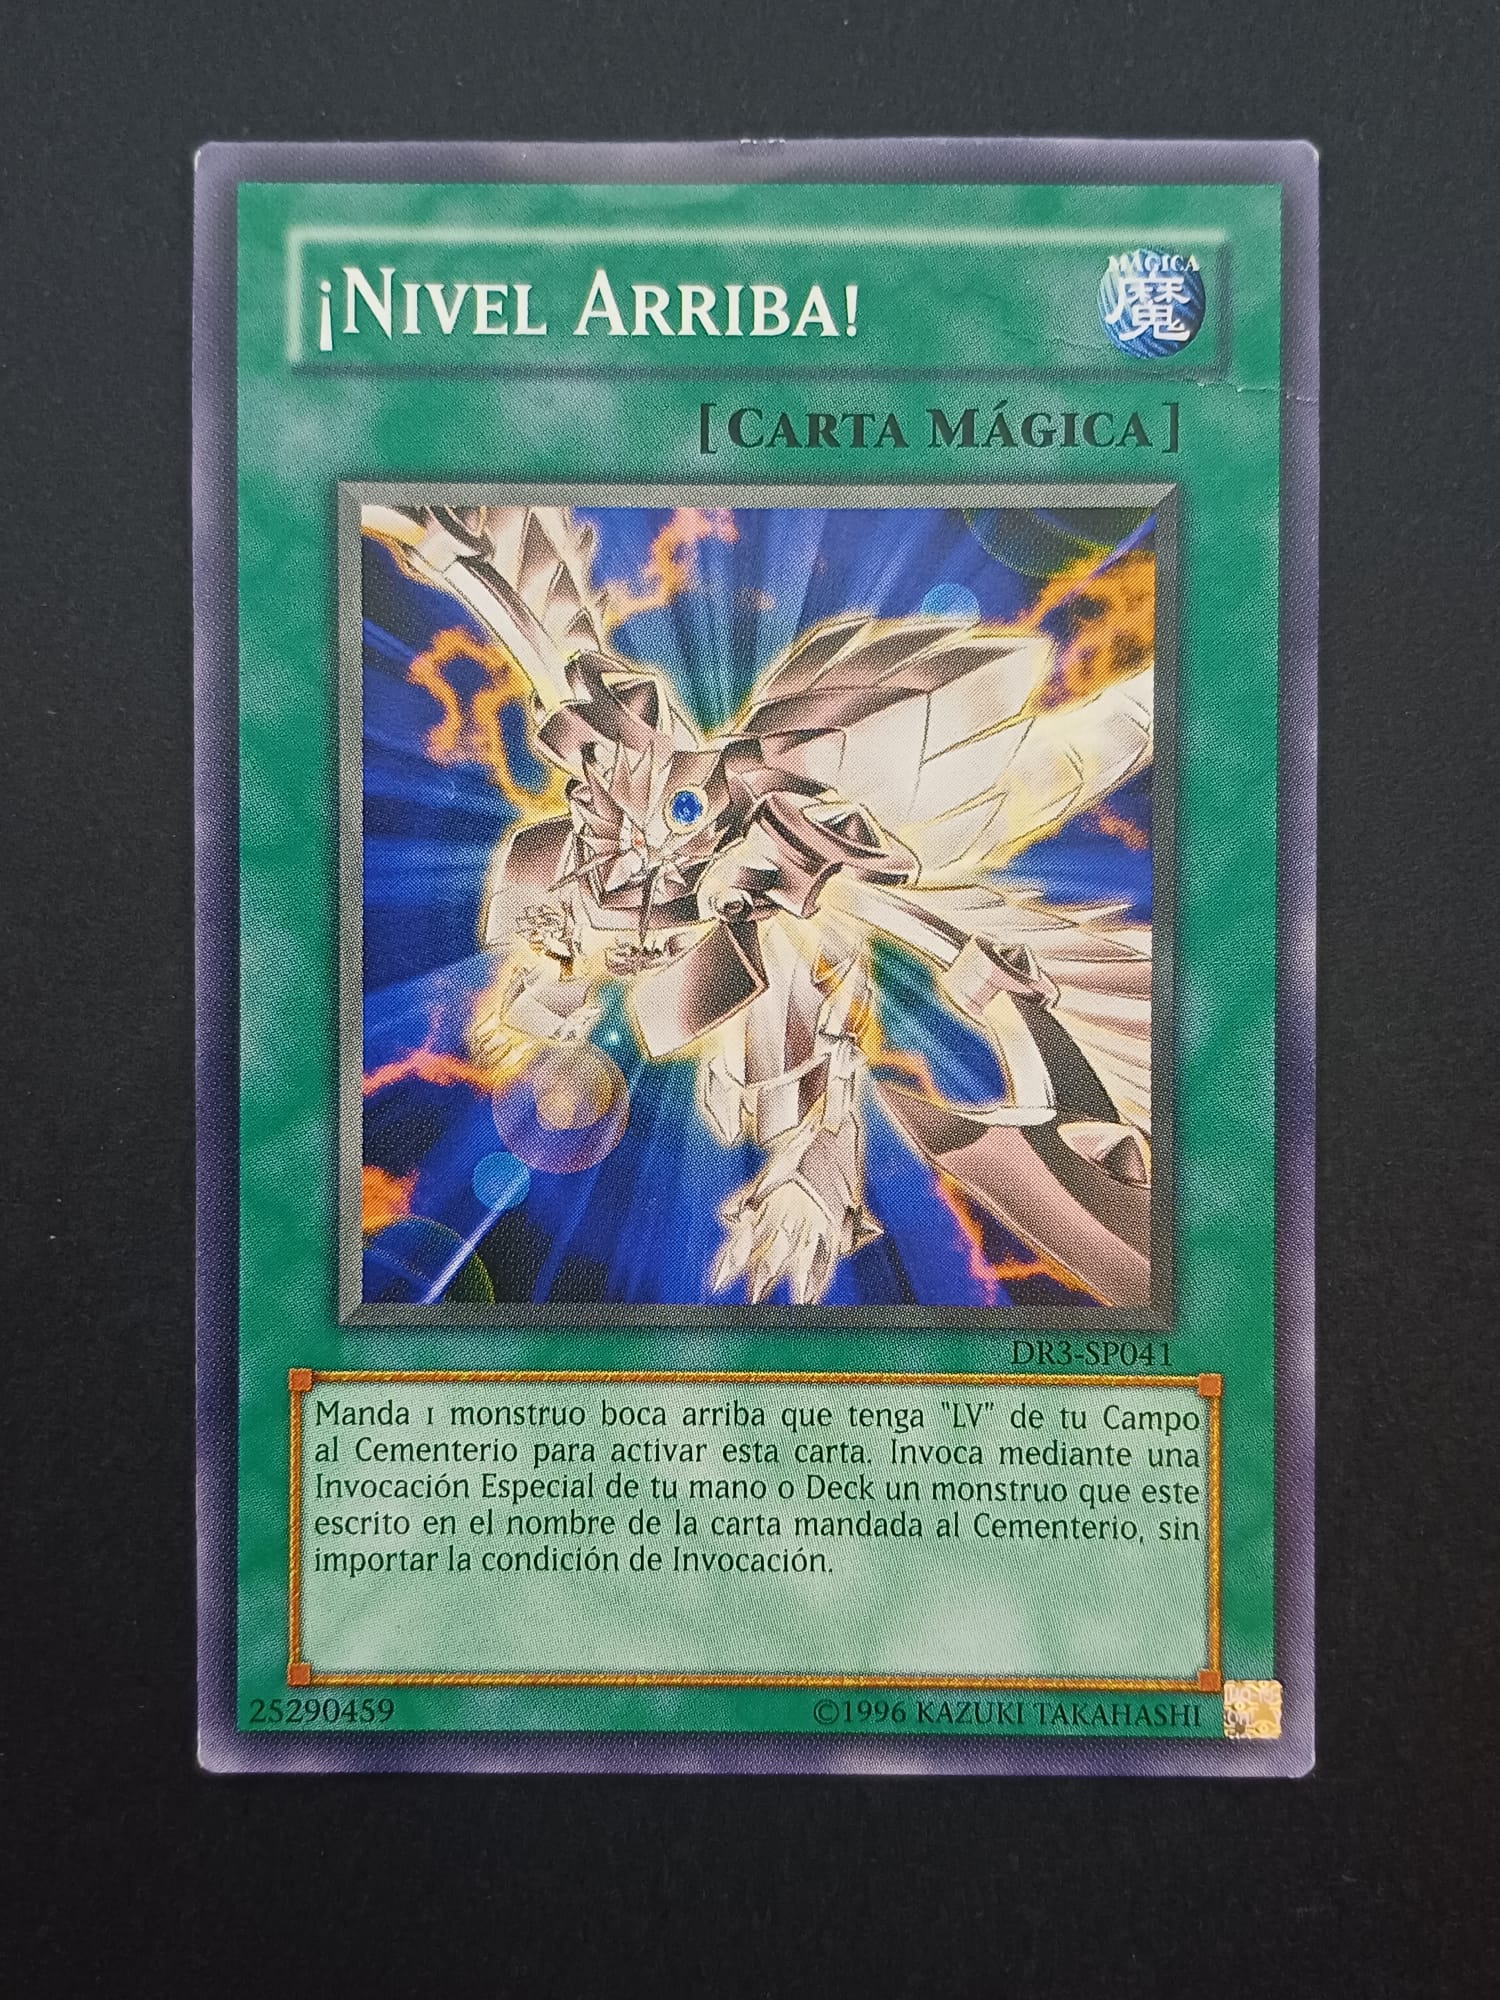 ¡NIVEL ARRIBA!
MÁGICA
魔
[CARTA MÁGICA]
DR3-SP041
Manda 1 monstruo boca arriba que tenga "LV" de tu Campo
al Cementerio para activar esta carta. Invoca mediante una
Invocación Especial de tu mano o Deck un monstruo que este
escrito en el nombre de la carta mandada al Cementerio, sin
importar la condición de Invocación.
25290459
©1996 KAZUKI TAKAHASHI